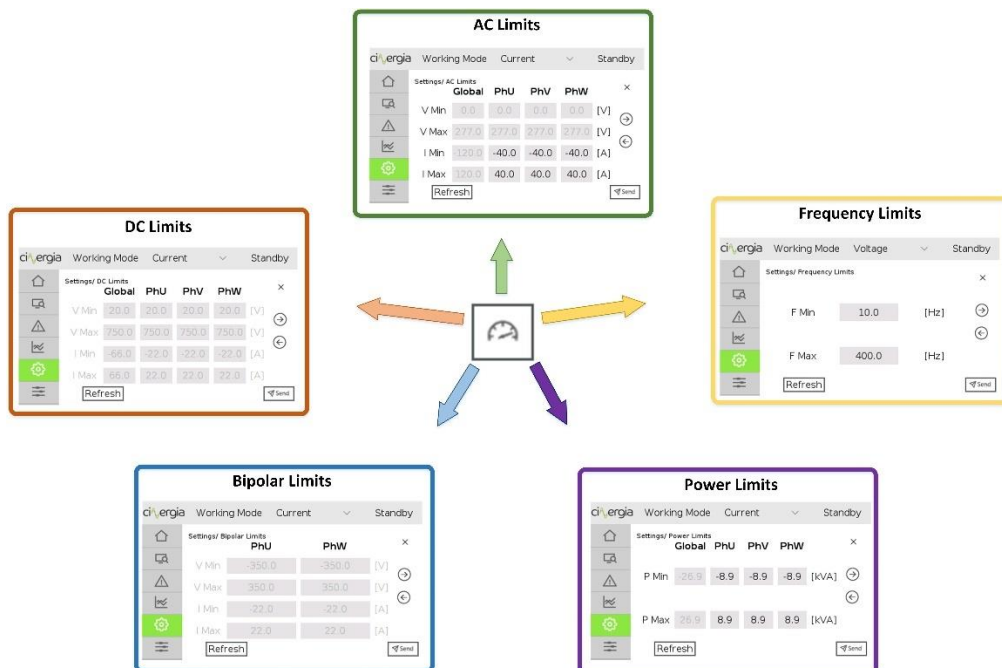 AC Limits
cinergia Working Mode Current Standby
Settings/ AC Limits
Global PhU PhV PhW
V Min 0.0 0.0 0.0 0.0 [V]
V Max 277.0 277.0 277.0 277.0 [V]
I Min -120.0 -40.0 -40.0 -40.0 [A]
I Max 120.0 40.0 40.0 40.0 [A]
Refresh Send
DC Limits
cinergia Working Mode Current Standby
Settings/ DC Limits
Global PhU PhV PhW
V Min 20.0 20.0 20.0 20.0 [V]
V Max 750.0 750.0 750.0 750.0 [V]
I Min -66.0 -22.0 -22.0 -22.0 [A]
I Max 66.0 22.0 22.0 22.0 [A]
Refresh Send
Frequency Limits
cinergia Working Mode Voltage Standby
Settings/ Frequency Limits
F Min 10.0 [Hz]
F Max 400.0 [Hz]
Refresh Send
Bipolar Limits
cinergia Working Mode Current Standby
Settings/ Bipolar Limits
PhU PhW
V Min -350.0 -350.0 [V]
V Max 350.0 350.0 [V]
I Min -22.0 -22.0 [A]
I Max 22.0 22.0 [A]
Refresh Send
Power Limits
cinergia Working Mode Current Standby
Settings/ Power Limits
Global PhU PhV PhW
P Min -26.9 -8.9 -8.9 -8.9 [kVA]
P Max 26.9 8.9 8.9 8.9 [kVA]
Refresh Send